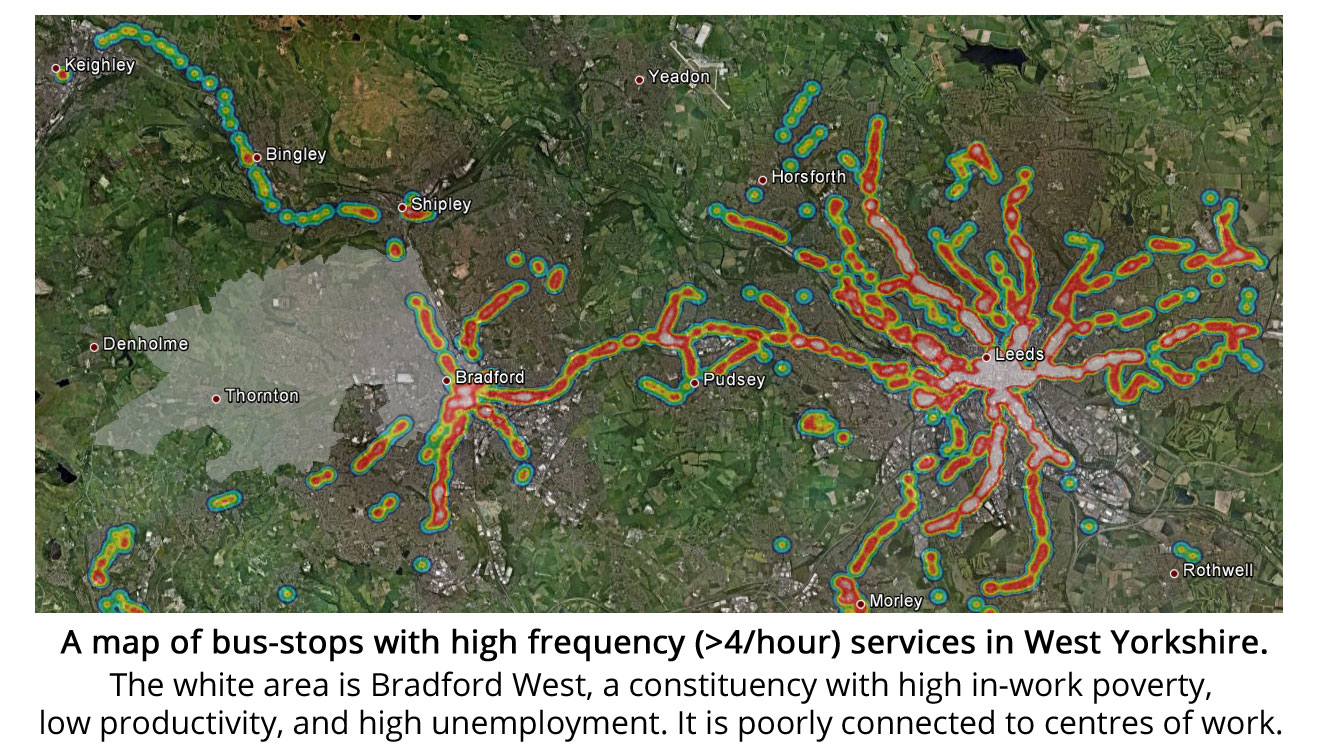 Keighley
Yeadon
Bingley
Horsforth
Shipley
Denholme
Leeds
Bradford
Pudsey
Thornton
Rothwell
Morley
A map of bus-stops with high frequency (>4/hour) services in West Yorkshire.
The white area is Bradford West, a constituency with high in-work poverty,
low productivity, and high unemployment. It is poorly connected to centres of work.